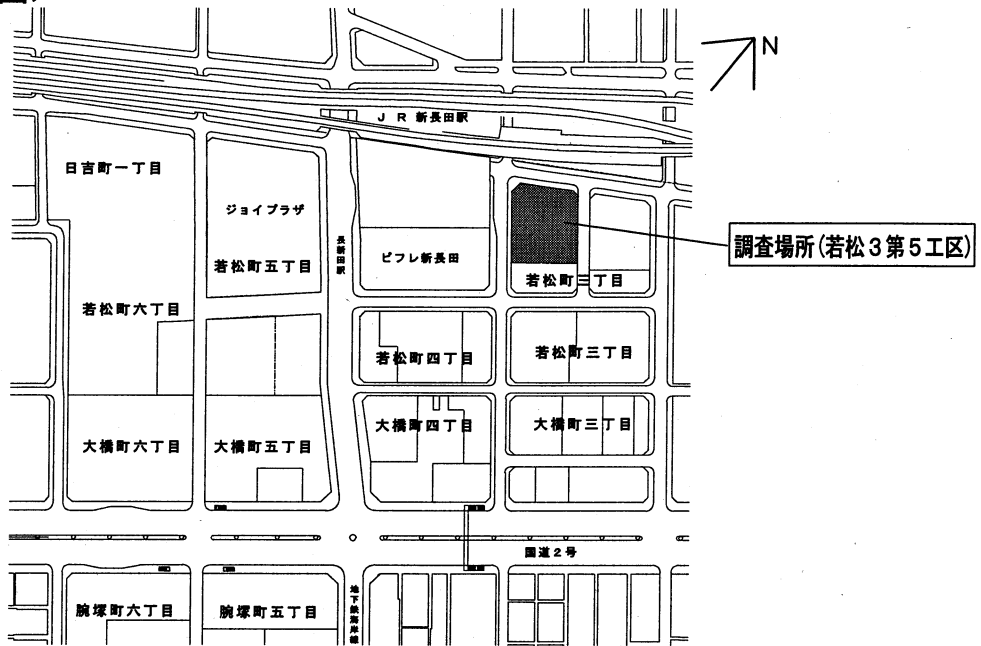 N
J R 新長田駅
日吉町一丁目
ジョイプラザ
長新田駅
若松町五丁目
ピフレ新長田
調査場所(若松3第5工区)
若松町三丁目
若松町六丁目
若松町四丁目
若松町三丁目
大橋町六丁目
大橋町五丁目
大橋町四丁目
大橋町三丁目
国道2号
腕塚町六丁目
腕塚町五丁目
地下鉄海岸線